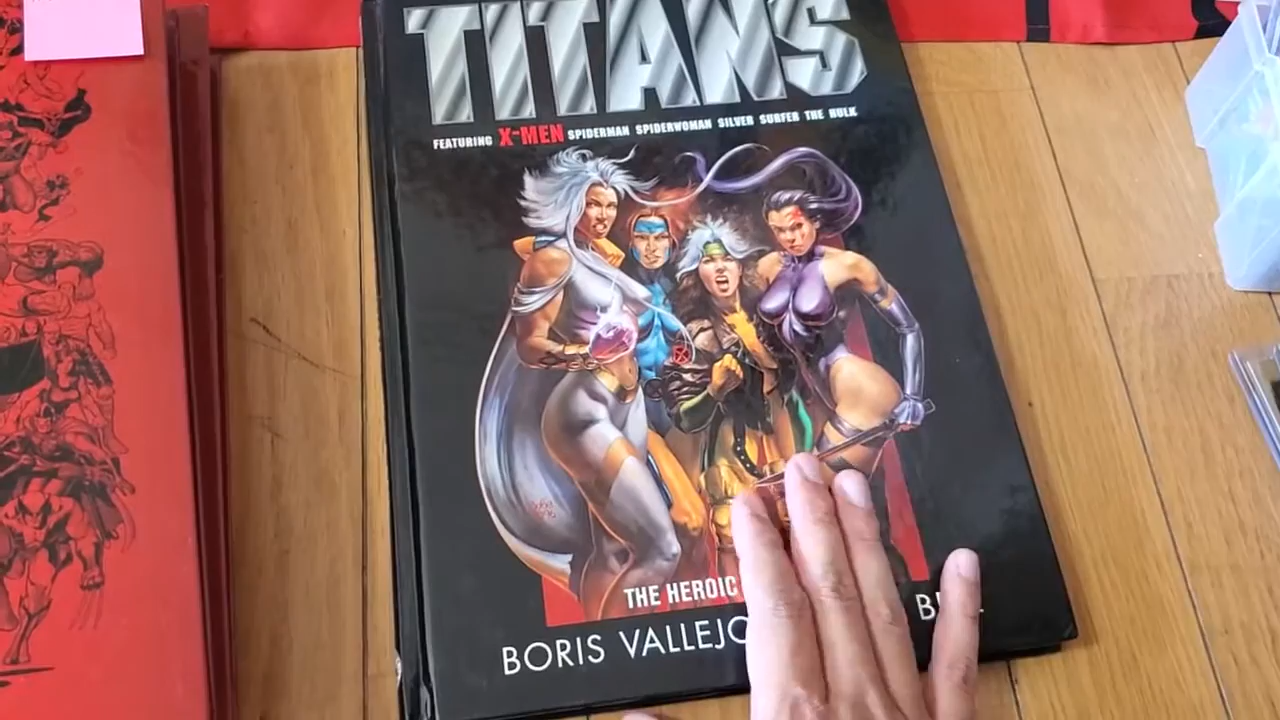 TITANS
FEATURING X-MEN SPIDERMAN SPIDERWOMAN SILVER SURFER THE HULK
THE HEROIC
BORIS VALLEJO